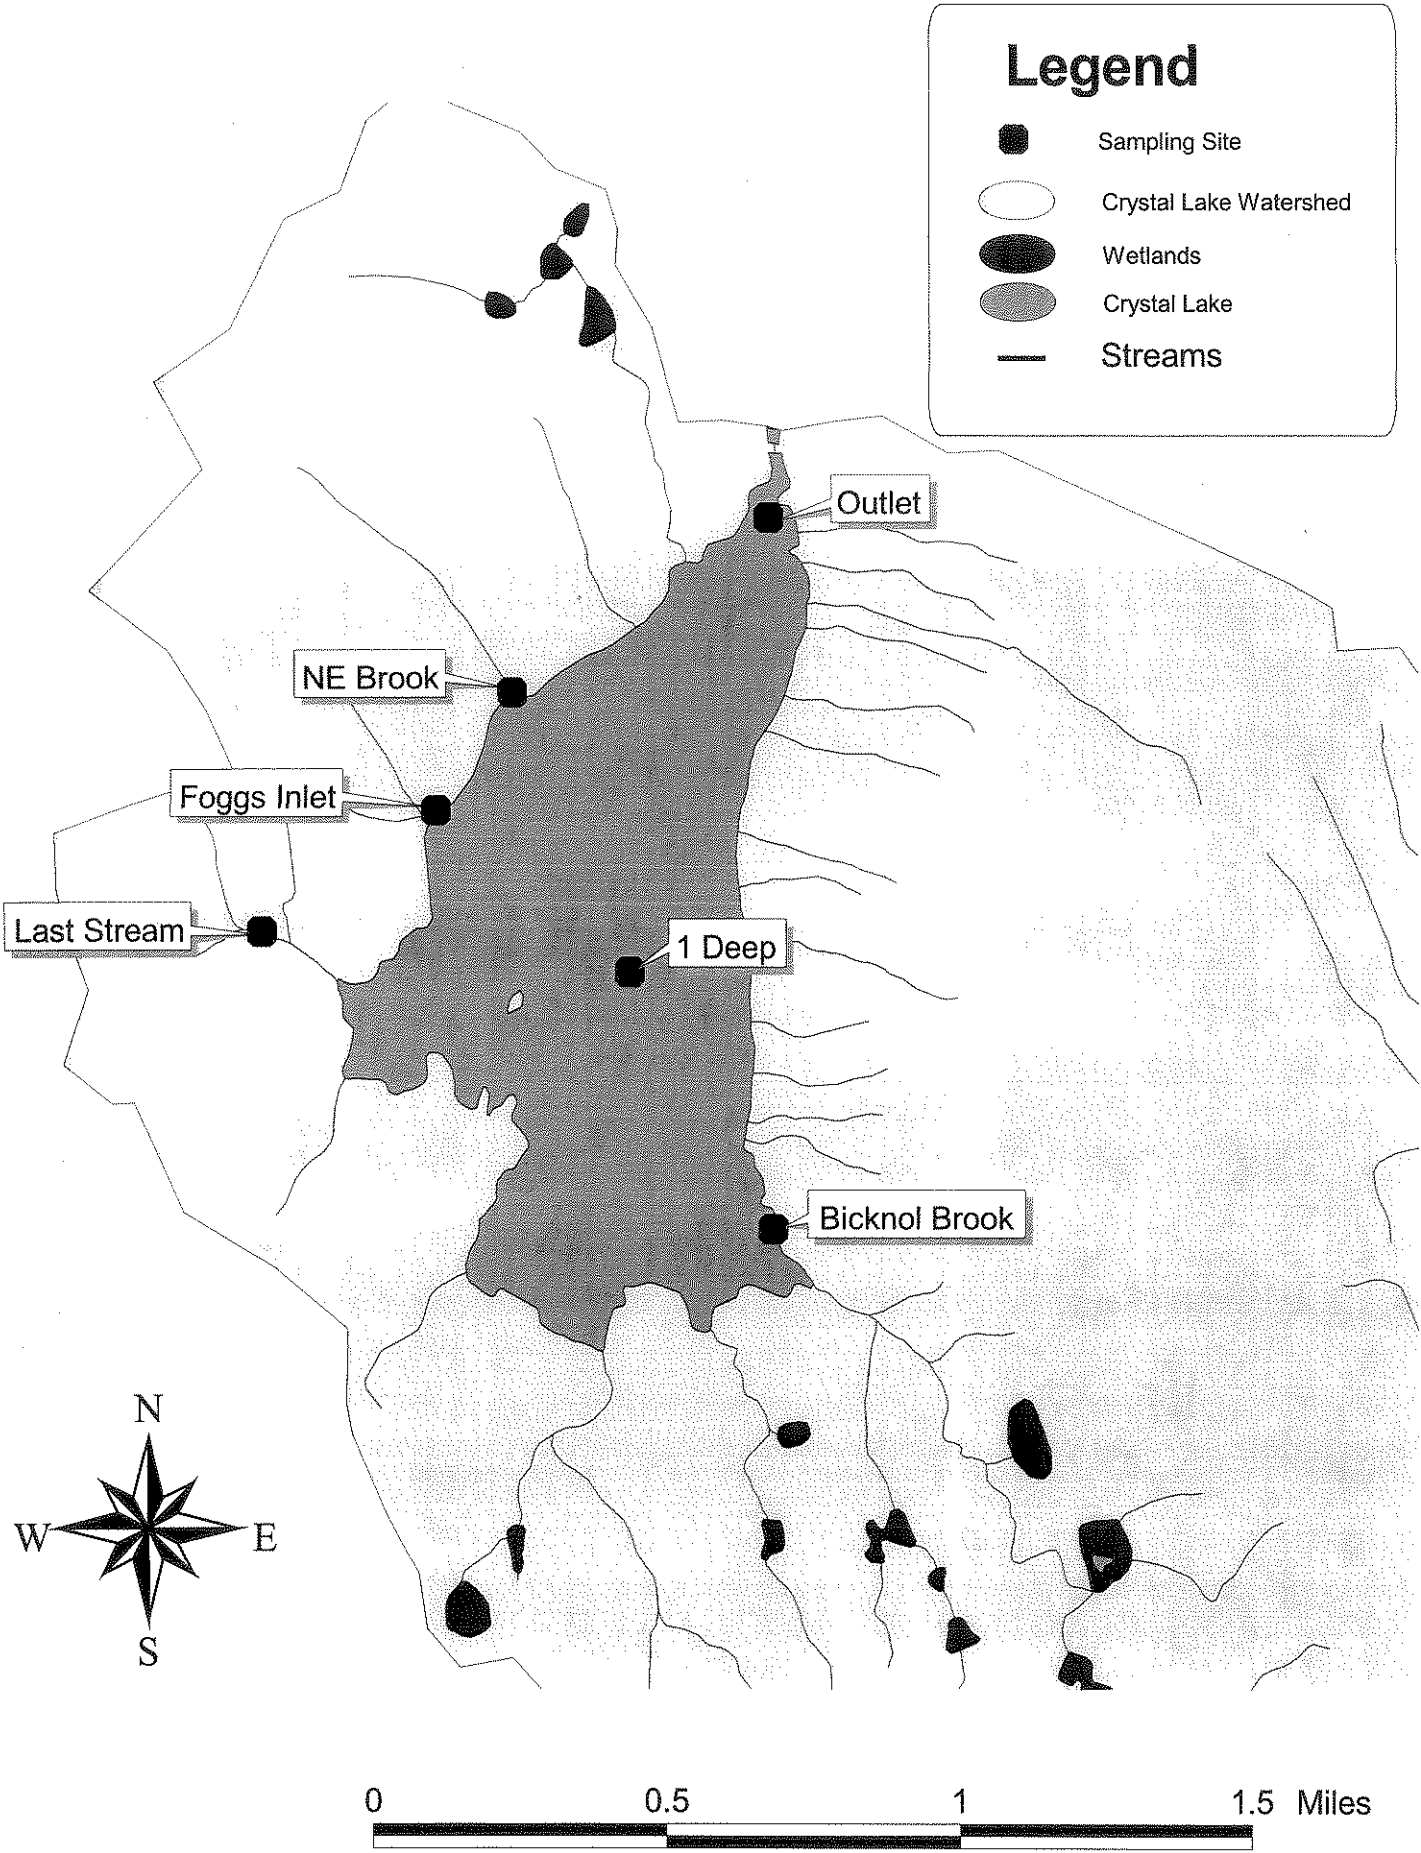 Legend
Sampling Site
Crystal Lake Watershed
Wetlands
Crystal Lake
Streams
Outlet
NE Brook
Foggs Inlet
Last Stream
1 Deep
Bicknol Brook
N
W E
S
0 0.5 1 1.5 Miles